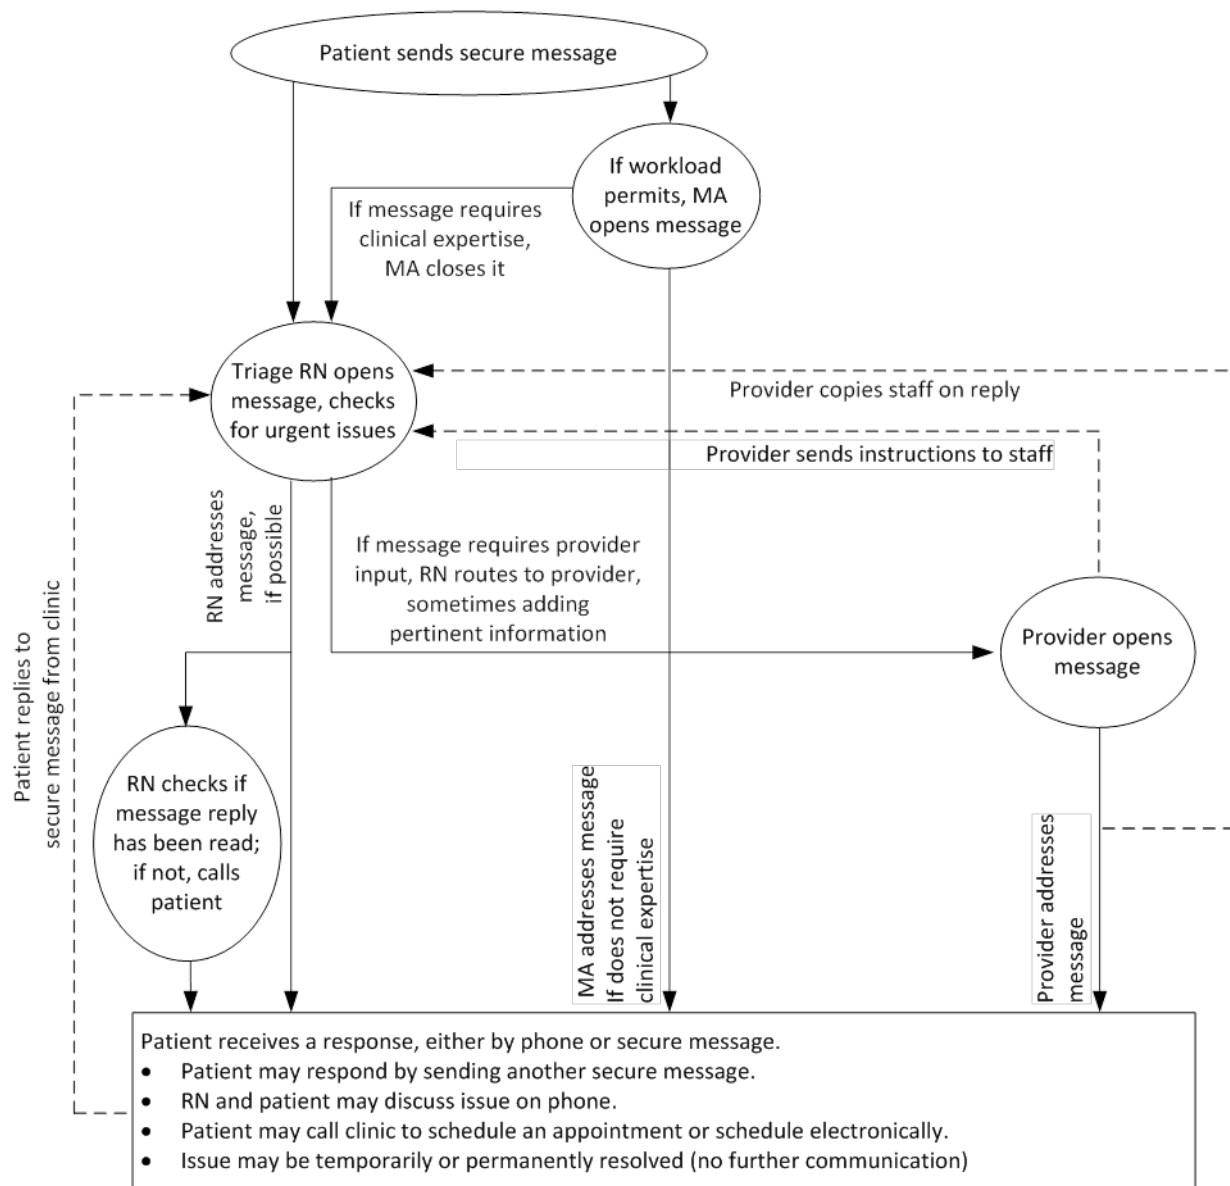 Patient sends secure message
If workload
permits, MA
opens message
If message requires
clinical expertise,
MA closes it
Triage RN opens
message, checks
for urgent issues
Provider copies staff on reply
Provider sends instructions to staff
RN addresses
message,
if possible
If message requires provider
input, RN routes to provider,
sometimes adding
pertinent information
Provider opens
message
Patient replies to
secure message from clinic
RN checks if
message reply
has been read;
if not, calls
patient
MA addresses message
If does not require
clinical expertise
Provider addresses
message
Patient receives a response, either by phone or secure message.
• Patient may respond by sending another secure message.
• RN and patient may discuss issue on phone.
• Patient may call clinic to schedule an appointment or schedule electronically.
• Issue may be temporarily or permanently resolved (no further communication)